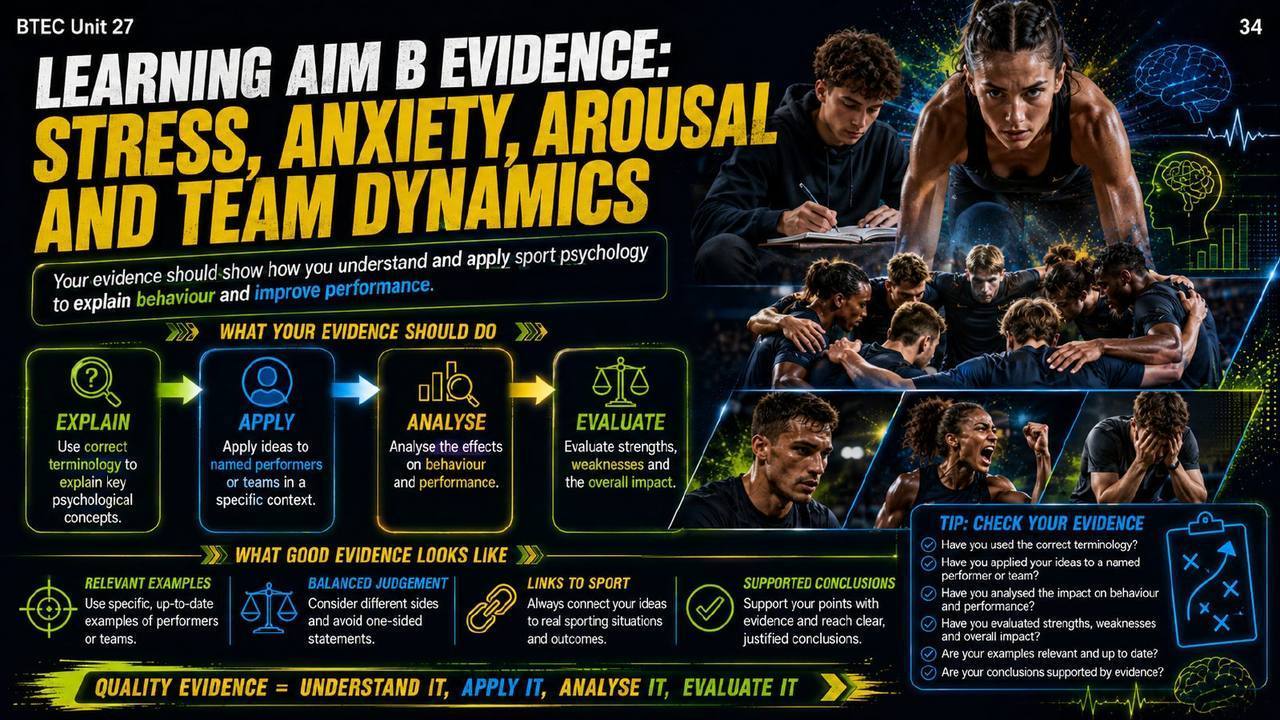 BTEC Unit 27
34
LEARNING AIM B EVIDENCE:
STRESS, ANXIETY, AROUSAL
AND TEAM DYNAMICS
Your evidence should show how you understand and apply sport psychology
to explain behaviour and improve performance.
WHAT YOUR EVIDENCE SHOULD DO
EXPLAIN
Use correct
terminology to
explain key
psychological
concepts.
APPLY
Apply ideas to
named performers
or teams in a
specific context.
ANALYSE
Analyse the effects
on behaviour
and performance.
EVALUATE
Evaluate strengths,
weaknesses and
the overall impact.
WHAT GOOD EVIDENCE LOOKS LIKE
RELEVANT EXAMPLES
Use specific, up-to-date
examples of performers
or teams.
BALANCED JUDGEMENT
Consider different sides
and avoid one-sided
statements.
LINKS TO SPORT
Always connect your ideas
to real sporting situations
and outcomes.
SUPPORTED CONCLUSIONS
Support your points with
evidence and reach clear,
justified conclusions.
TIP: CHECK YOUR EVIDENCE
Have you used the correct terminology?
Have you applied your ideas to a named
performer or team?
Have you analysed the impact on behaviour
and performance?
Have you evaluated strengths, weaknesses
and overall impact?
Are your examples relevant and up to date?
Are your conclusions supported by evidence?
QUALITY EVIDENCE = UNDERSTAND IT, APPLY IT, ANALYSE IT, EVALUATE IT